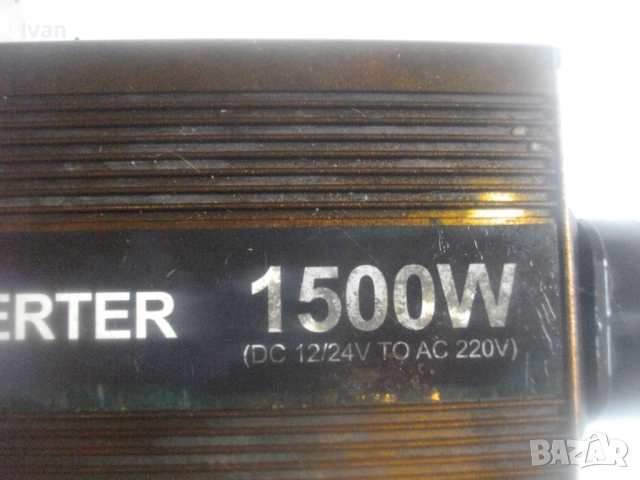 Ivan
ERTER 1500W
(DC 12/24V TO AC 220V)
BAZAR